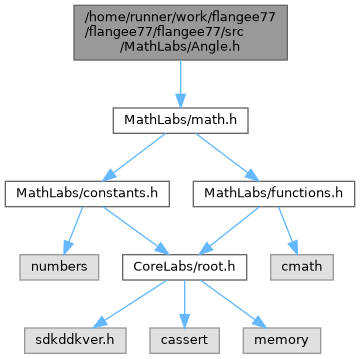 /home/runner/work/flangee77
/flangee77/flangee77/src
/MathLabs/Angle.h
MathLabs/math.h
MathLabs/constants.h
MathLabs/functions.h
numbers
CoreLabs/root.h
cmath
sdkddkver.h
cassert
memory